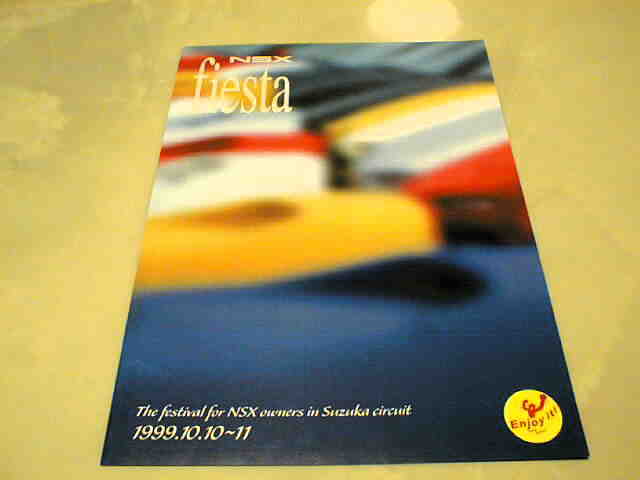 NSX
fiesta
The festival for NSX owners in Suzuka circuit
1999.10.10~11
Enjoy it!